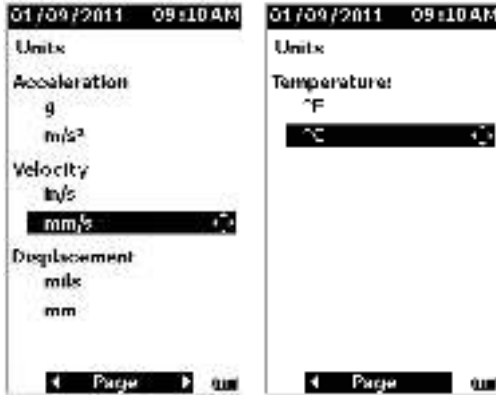 01/09/2011 09:10 AM
Units
Acceleration
g
m/s²
Velocity
in/s
mm/s
Displacement
mils
mm
Page
01/09/2011 09:10 AM
Units
Temperature:
°F
°C
Page